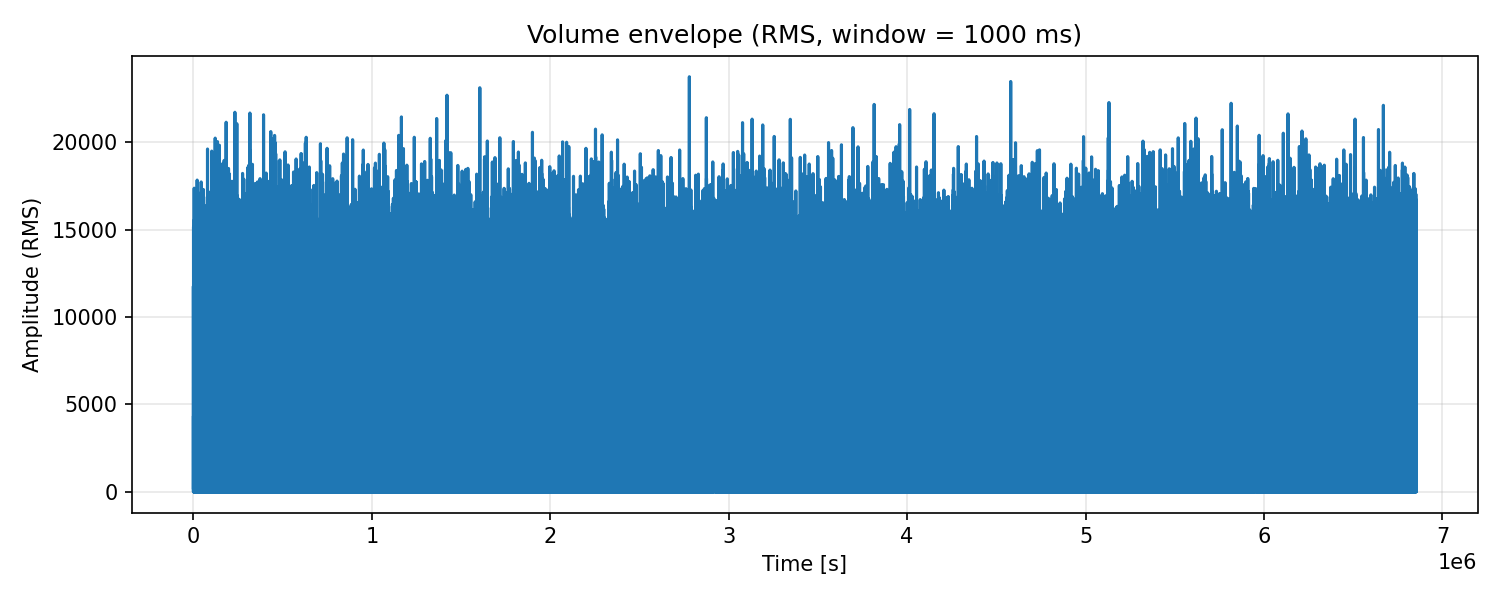 Volume envelope (RMS, window = 1000 ms)
Amplitude (RMS)
20000
15000
10000
5000
0
0 1 2 3 4 5 6 7
1e6
Time [s]